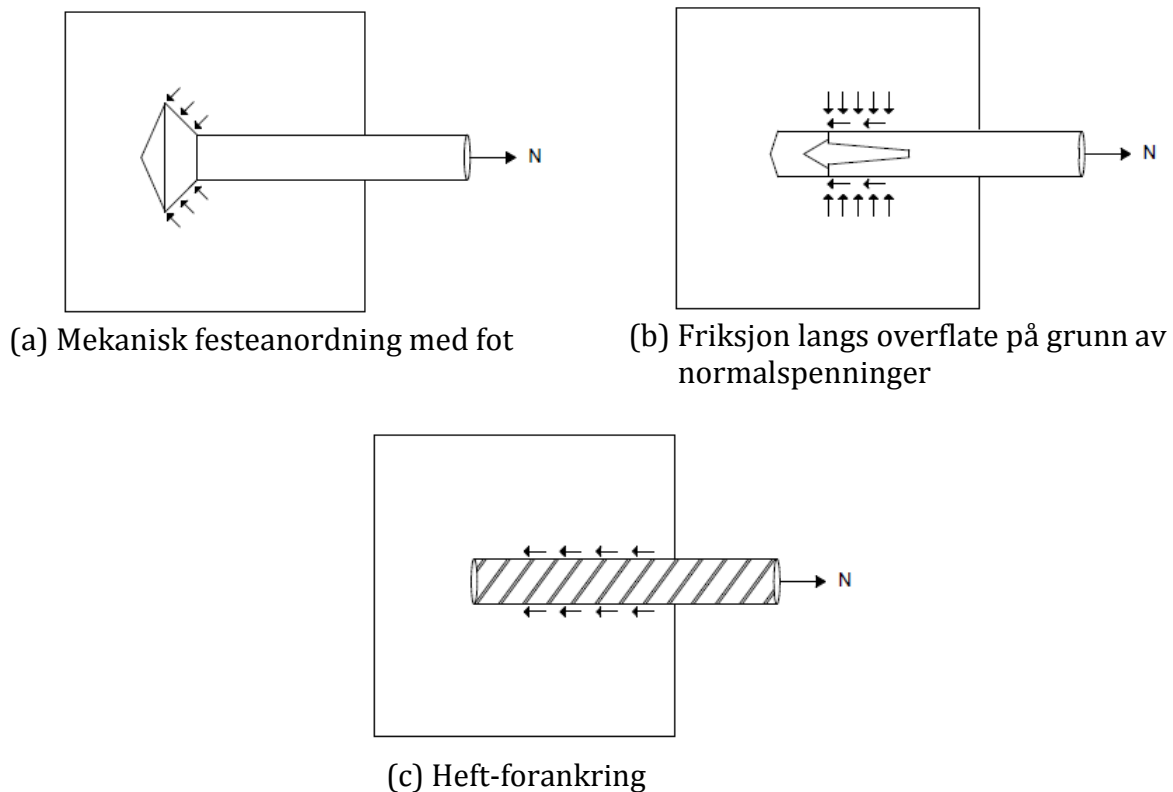 N
N
(a) Mekanisk festeanordning med fot
(b) Friksjon langs overflate på grunn av
normalspenninger
N
(c) Heft-forankring